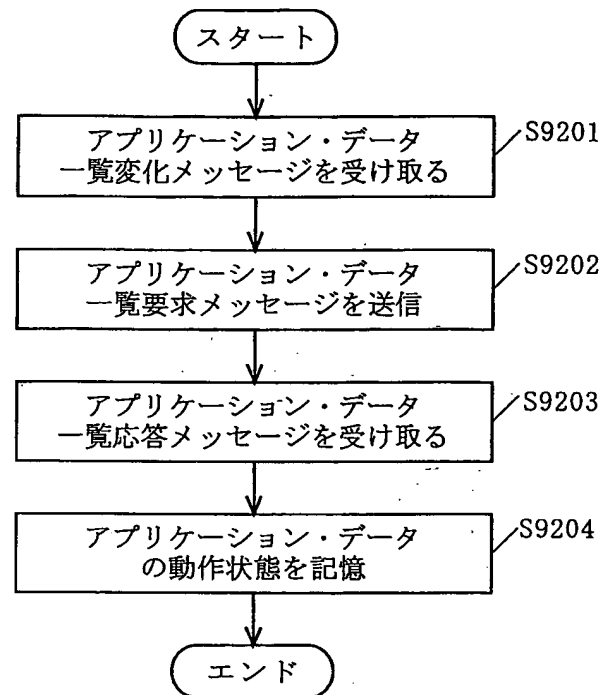 スタート
アプリケーション・データ
一覧変化メッセージを受け取る
S9201
アプリケーション・データ
一覧要求メッセージを送信
S9202
アプリケーション・データ
一覧応答メッセージを受け取る
S9203
アプリケーション・データ
の動作状態を記憶
S9204
エンド